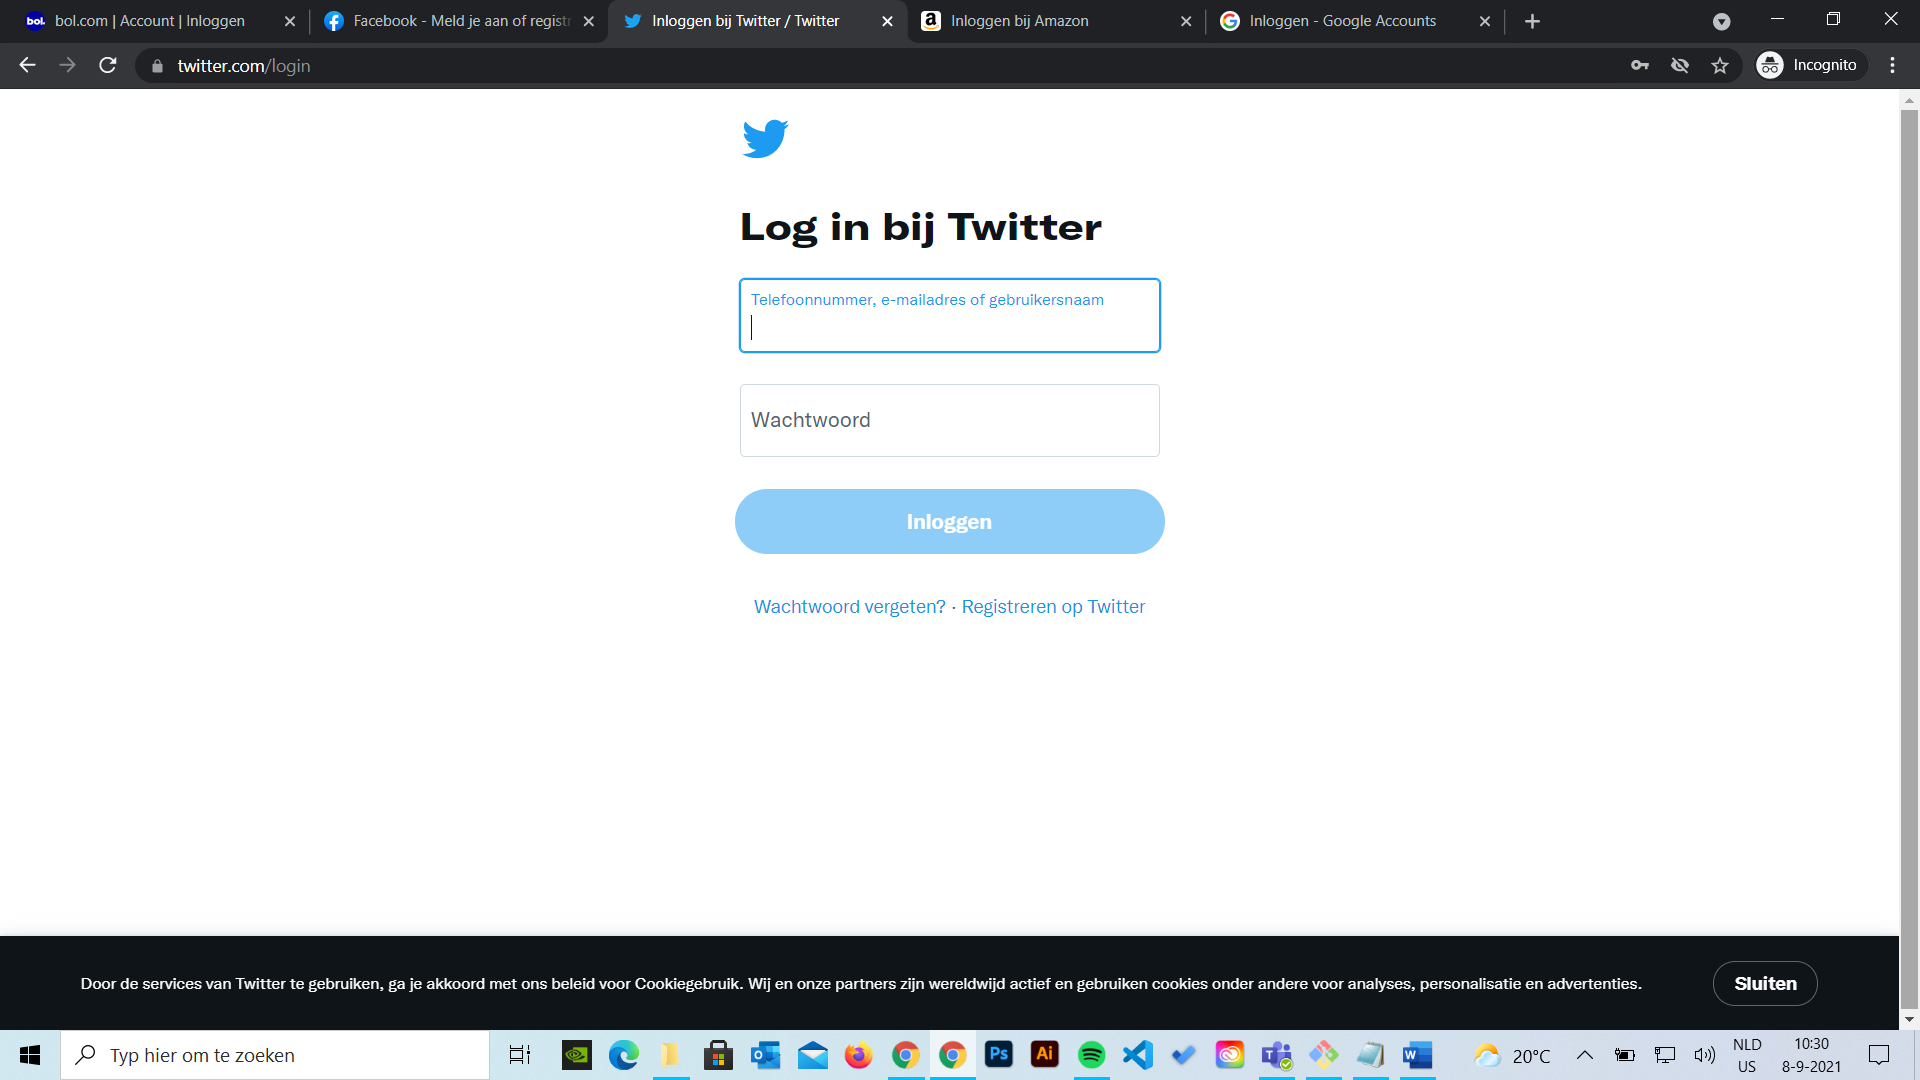 bol.com | Account | Inloggen
Facebook - Meld je aan of registr
Inloggen bij Twitter / Twitter
Inloggen bij Amazon
Inloggen - Google Accounts
twitter.com/login
Incognito
Log in bij Twitter
Telefoonnummer, e-mailadres of gebruikersnaam
Wachtwoord
Inloggen
Wachtwoord vergeten? · Registreren op Twitter
Door de services van Twitter te gebruiken, ga je akkoord met ons beleid voor Cookiegebruik. Wij en onze partners zijn wereldwijd actief en gebruiken cookies onder andere voor analyses, personalisatie en advertenties.
Sluiten
Typ hier om te zoeken
20°C
NLD
US
10:30
8-9-2021